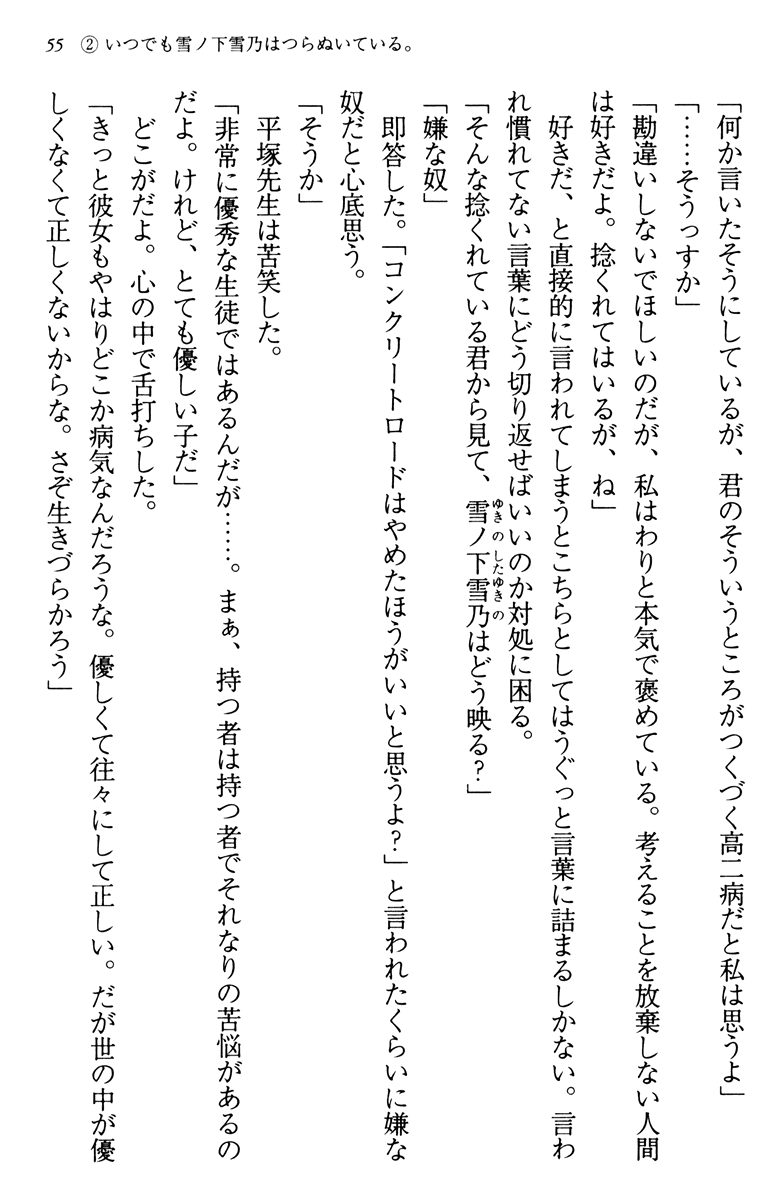 55　② いつでも雪ノ下雪乃はつらぬいている。
「何か言いたそうにしているが、君のそういうところがつくづく高二病だと私は思うよ」
「……そうっすか」
「勘違いしないでほしいのだが、私はわりと本気で褒めている。考えることを放棄しない人間
は好きだよ。捻くれてはいるが、ね」
　好きだ、と直接的に言われてしまうとこちらとしてはうぐっと言葉に詰まるしかない。言わ
れ慣れてない言葉にどう切り返せばいいのか対処に困る。
「そんな捻くれている君から見て、雪ノ下雪乃はどう映る？」
「嫌な奴」
　即答した。「コンクリートロードはやめたほうがいいと思うよ？」と言われたくらいに嫌な
奴だと心底思う。
「そうか」
　平塚先生は苦笑した。
「非常に優秀な生徒ではあるんだが……。まぁ、持つ者は持つ者でそれなりの苦悩があるの
だよ。けれど、とても優しい子だ」
　どこがだよ。心の中で舌打ちした。
「きっと彼女もやはりどこか病気なんだろうな。優しくて往々にして正しい。だが世の中が優
しくなくて正しくないからな。さぞ生きづらかろう」